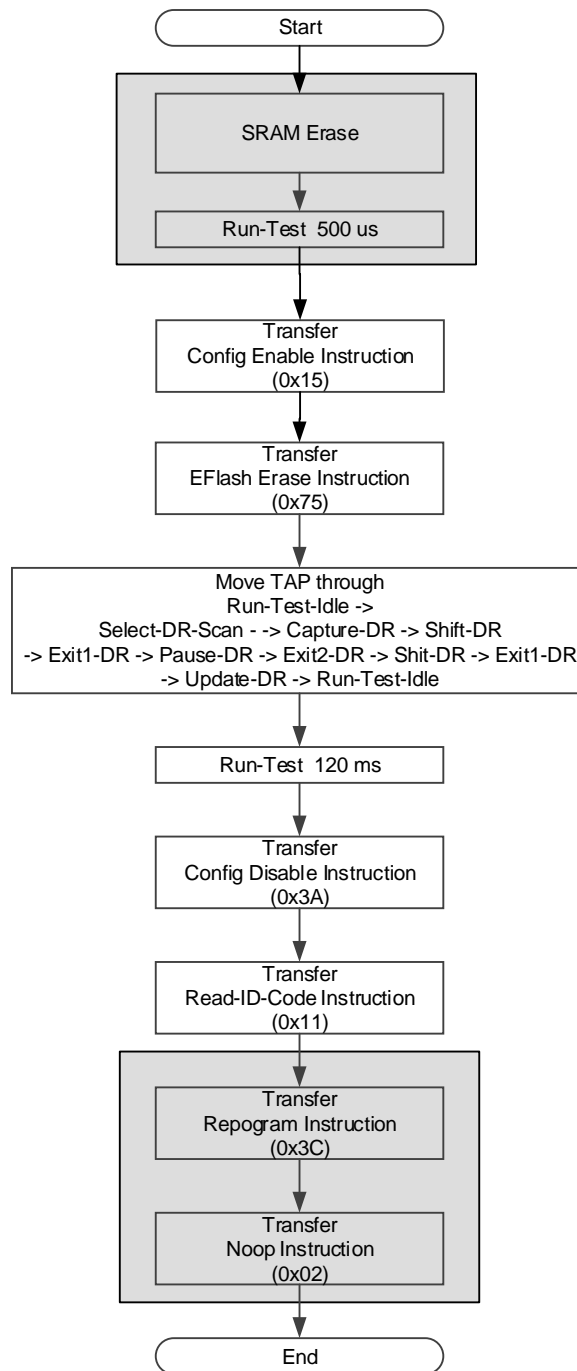 Start
SRAM Erase
Run-Test 500 us
Transfer
Config Enable Instruction
(0x15)
Transfer
EFlash Erase Instruction
(0x75)
Move TAP through
Run-Test-Idle ->
Select-DR-Scan - -> Capture-DR -> Shift-DR
-> Exit1-DR -> Pause-DR -> Exit2-DR -> Shit-DR -> Exit1-DR
-> Update-DR -> Run-Test-Idle
Run-Test 120 ms
Transfer
Config Disable Instruction
(0x3A)
Transfer
Read-ID-Code Instruction
(0x11)
Transfer
Repogram Instruction
(0x3C)
Transfer
Noop Instruction
(0x02)
End